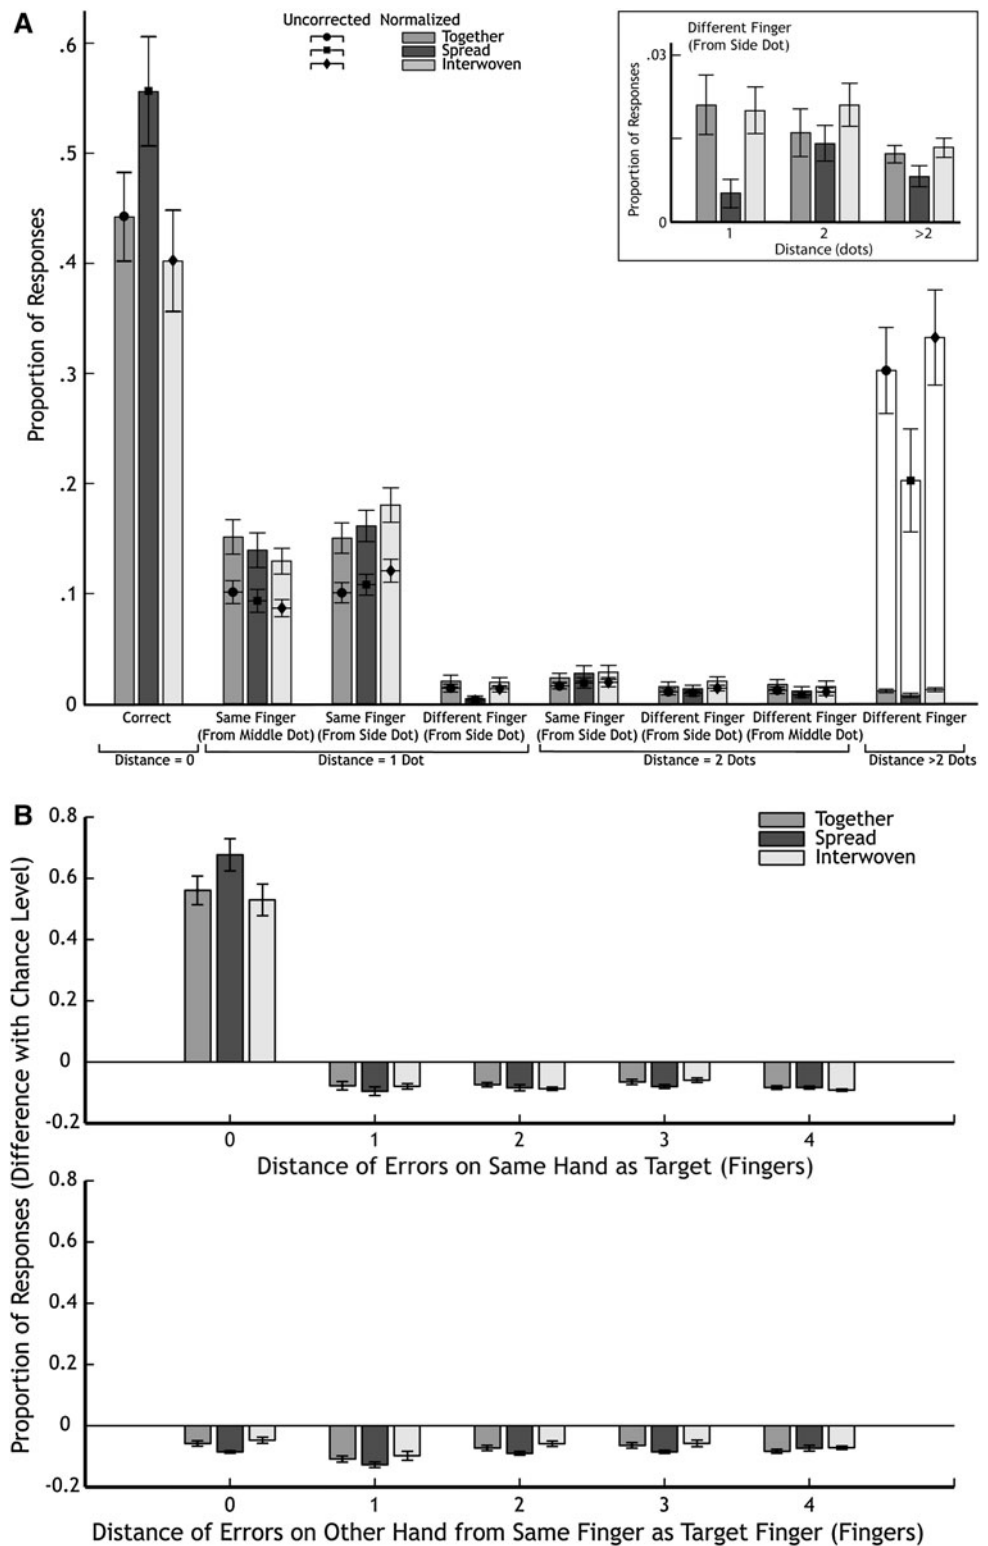 A
Uncorrected Normalized
Together
Spread
Interwoven
Proportion of Responses
.6
.5
.4
.3
.2
.1
0
Different Finger
(From Side Dot)
Proportion of Responses
.03
0
1 2 >2
Distance (dots)
Correct
Same Finger
(From Middle Dot)
Same Finger
(From Side Dot)
Different Finger
(From Side Dot)
Same Finger
(From Side Dot)
Different Finger
(From Side Dot)
Different Finger
(From Middle Dot)
Different Finger
Distance = 0
Distance = 1 Dot
Distance = 2 Dots
Distance >2 Dots
B
Together
Spread
Interwoven
Proportion of Responses (Difference with Chance Level)
0.8
0.6
0.4
0.2
0
-0.2
0 1 2 3 4
Distance of Errors on Same Hand as Target (Fingers)
0.8
0.6
0.4
0.2
0
-0.2
0 1 2 3 4
Distance of Errors on Other Hand from Same Finger as Target Finger (Fingers)